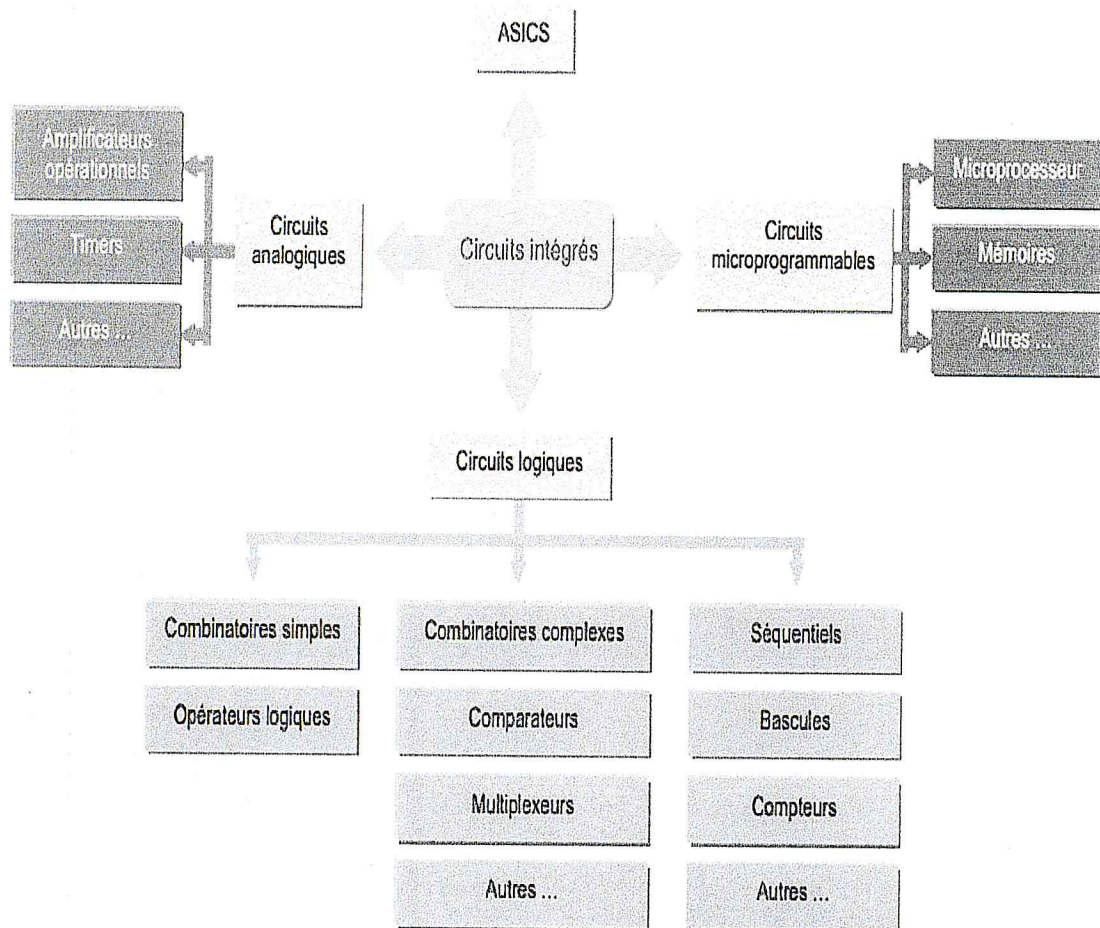 ASICS
Amplificateurs
opérationnels
Timers
Autres ...
Circuits
analogiques
Circuits intégrés
Circuits
microprogrammables
Microprocesseur
Mémoires
Autres ...
Circuits logiques
Combinatoires simples
Opérateurs logiques
Combinatoires complexes
Comparateurs
Multiplexeurs
Autres ...
Séquentiels
Bascules
Compteurs
Autres ...